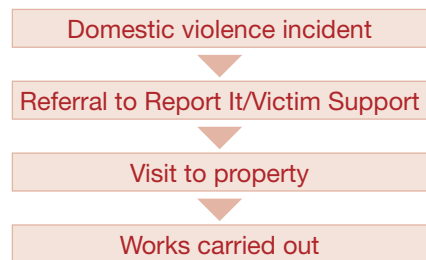 Domestic violence incident
Referral to Report It/Victim Support
Visit to property
Works carried out